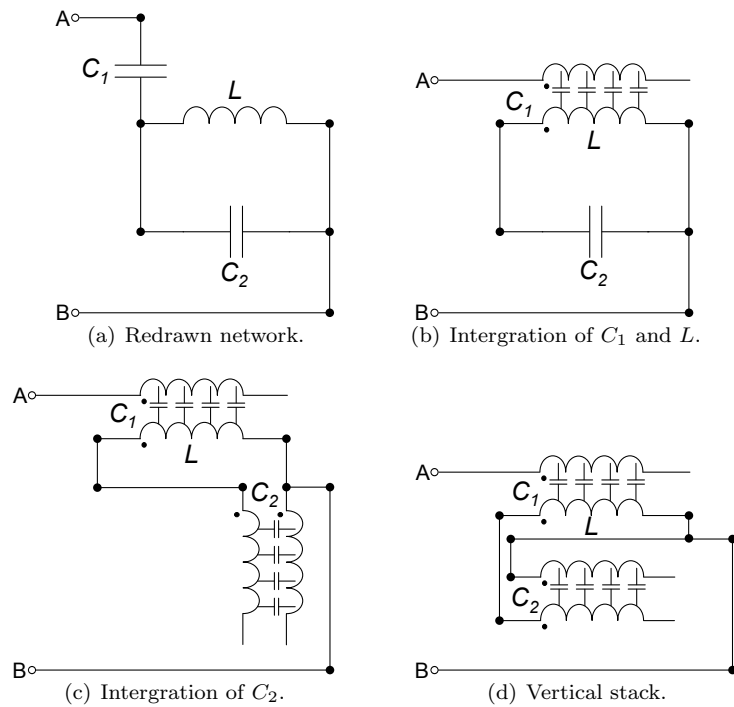 A
C₁
L
C₂
B
(a) Redrawn network.
A
C₁
L
C₂
B
(b) Intergration of C₁ and L.
A
C₁
L
C₂
B
(c) Intergration of C₂.
A
C₁
L
C₂
B
(d) Vertical stack.